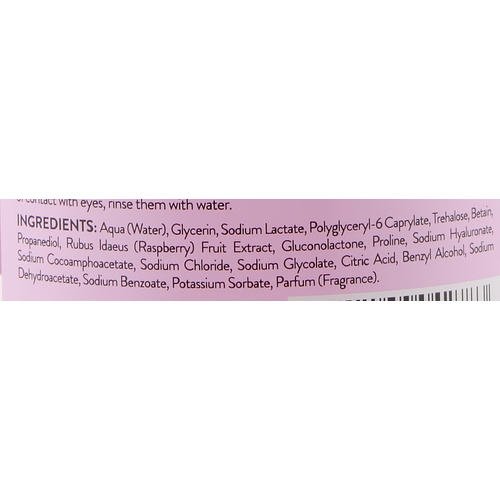 contact with eyes, rinse them with water.
INGREDIENTS: Aqua (Water), Glycerin, Sodium Lactate, Polyglyceryl-6 Caprylate, Trehalose, Betain,
Propanediol, Rubus Idaeus (Raspberry) Fruit Extract, Gluconolactone, Proline, Sodium Hyaluronate,
Sodium Cocoamphoacetate, Sodium Chloride, Sodium Glycolate, Citric Acid, Benzyl Alcohol, Sodium
Dehydroacetate, Sodium Benzoate, Potassium Sorbate, Parfum (Fragrance).